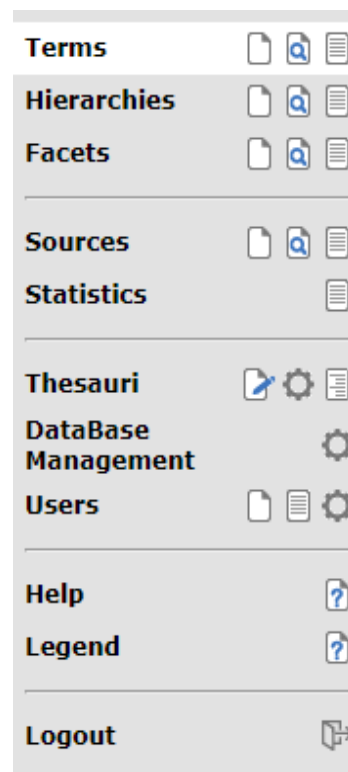 Terms
Hierarchies
Facets
Sources
Statistics
Thesauri
DataBase
Management
Users
Help
Legend
Logout